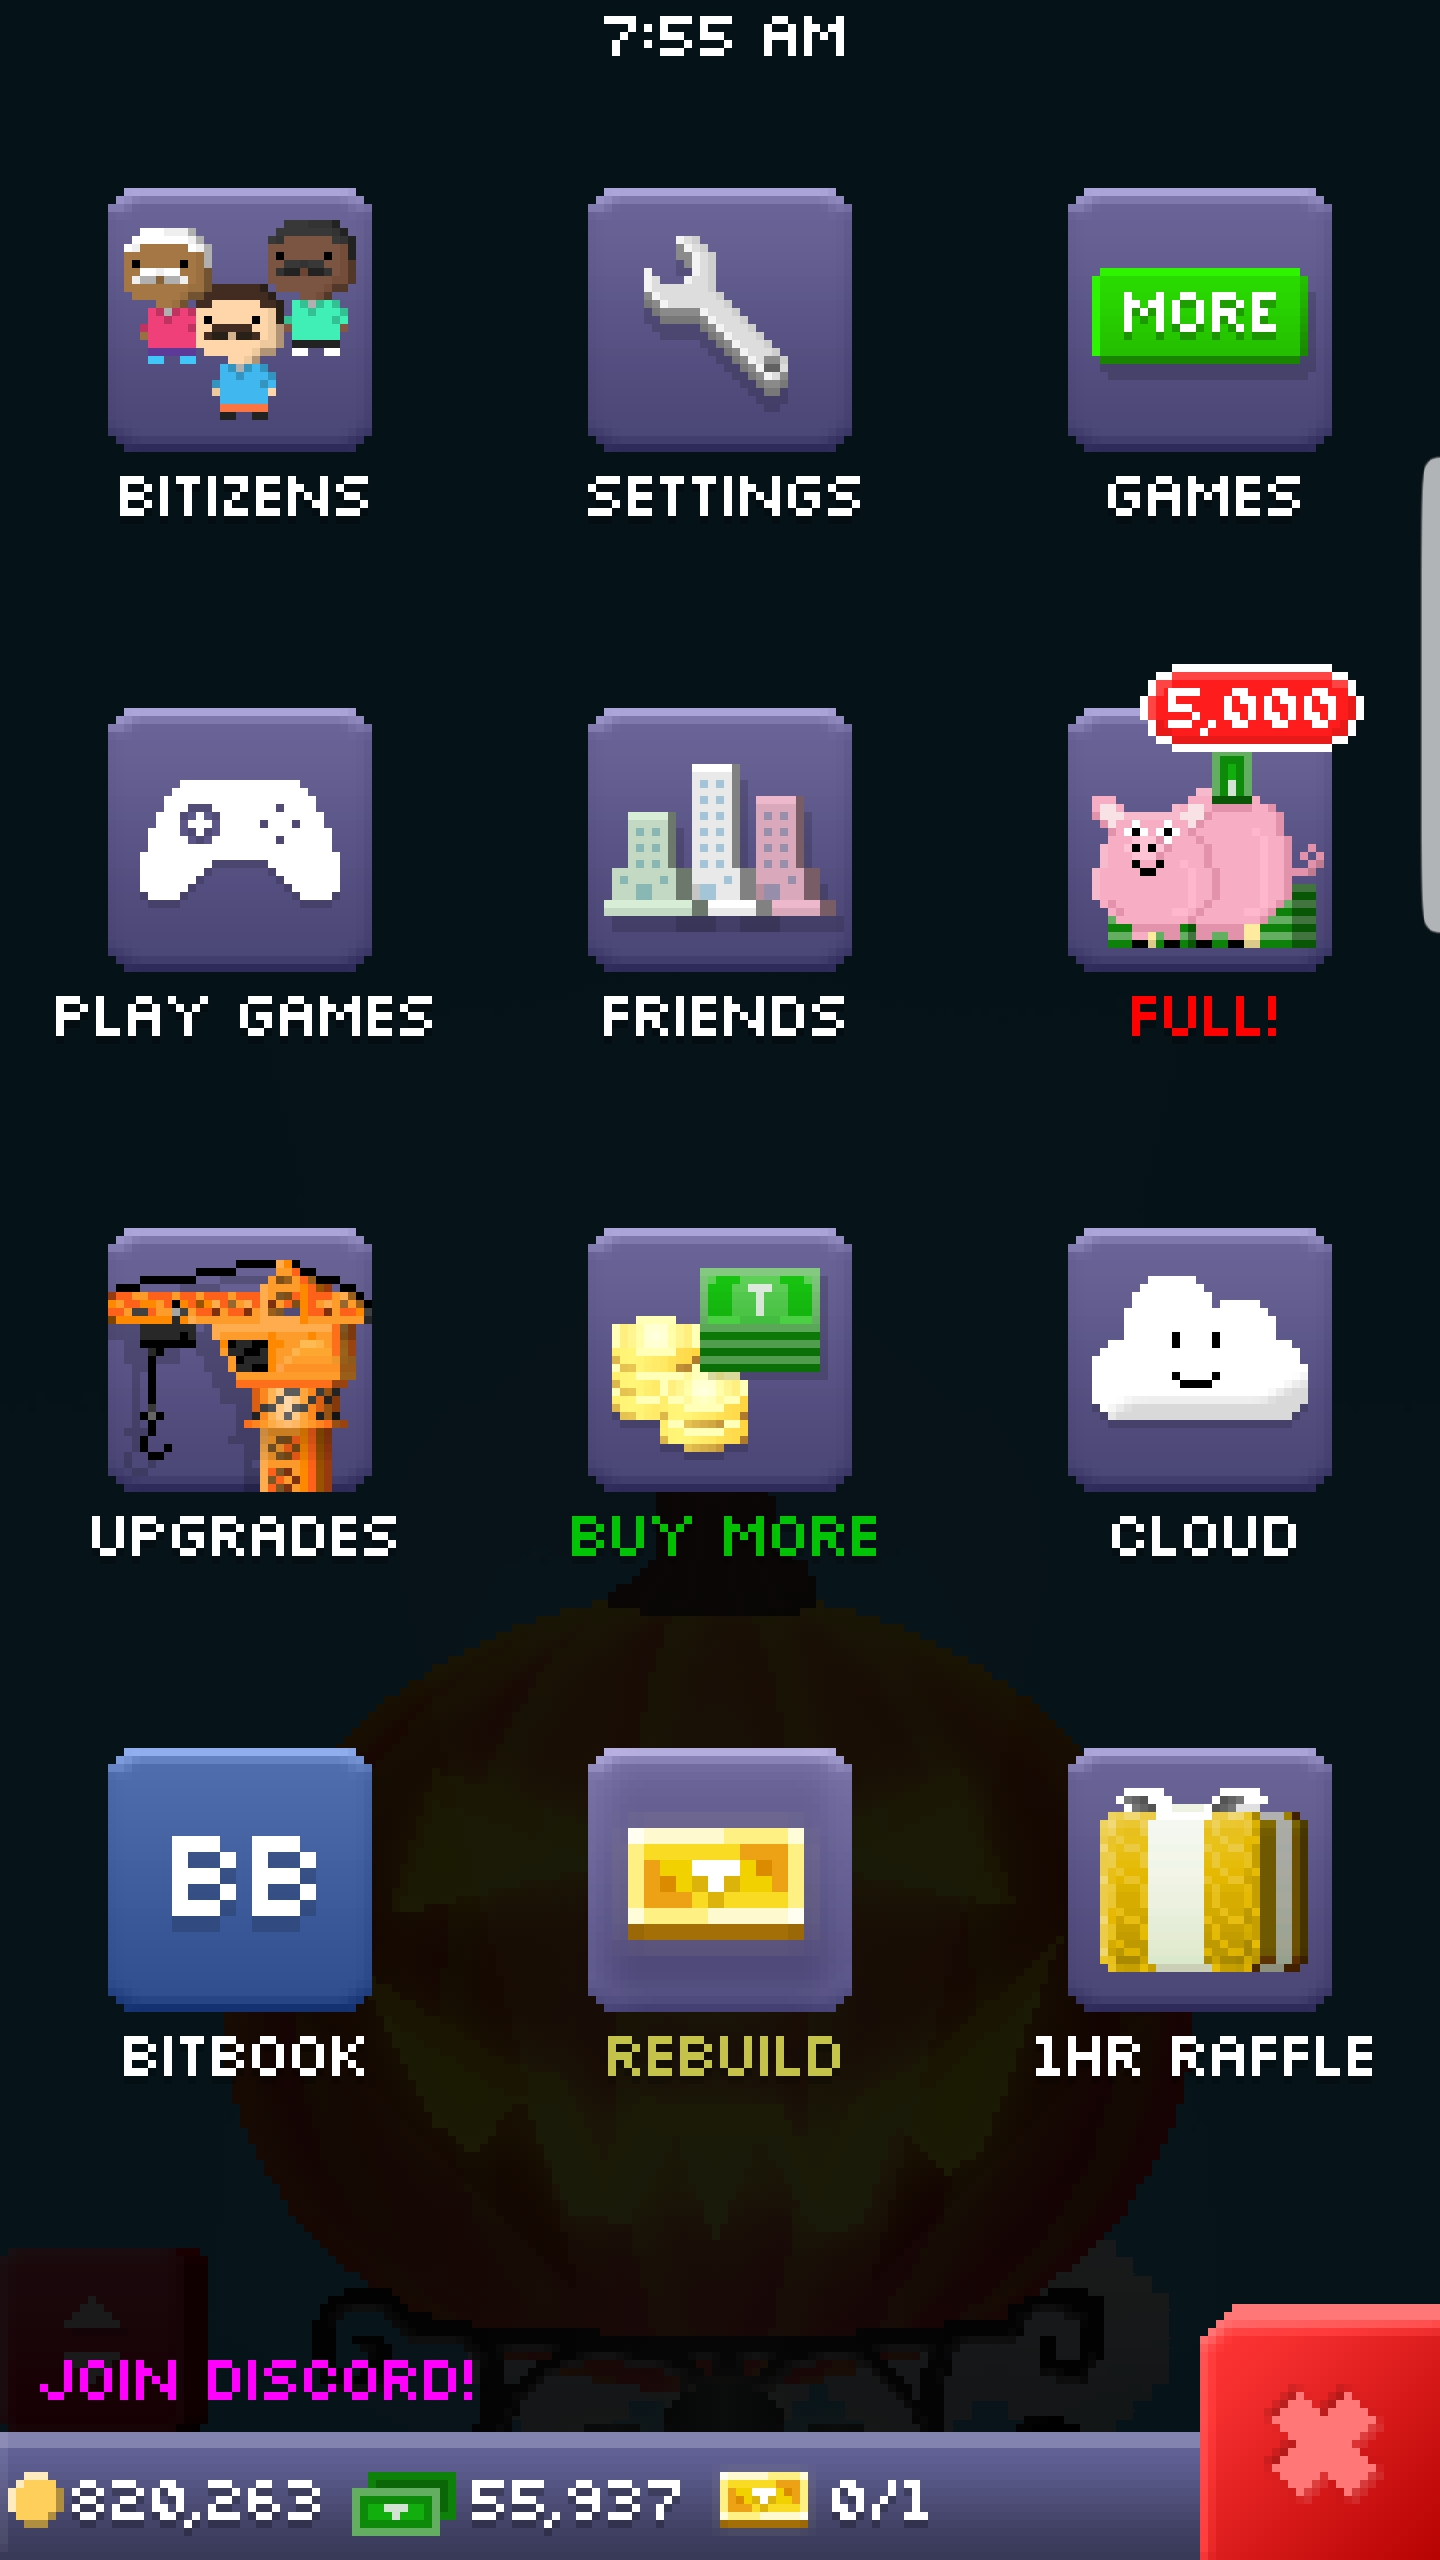 7:55 AM
MORE
BITIZENS
SETTINGS
GAMES
5,000
PLAY GAMES
FRIENDS
FULL!
T
UPGRADES
BUY MORE
CLOUD
BB
BITBOOK
REBUILD
1HR RAFFLE
JOIN DISCORD!
820,263
55,937
0/1